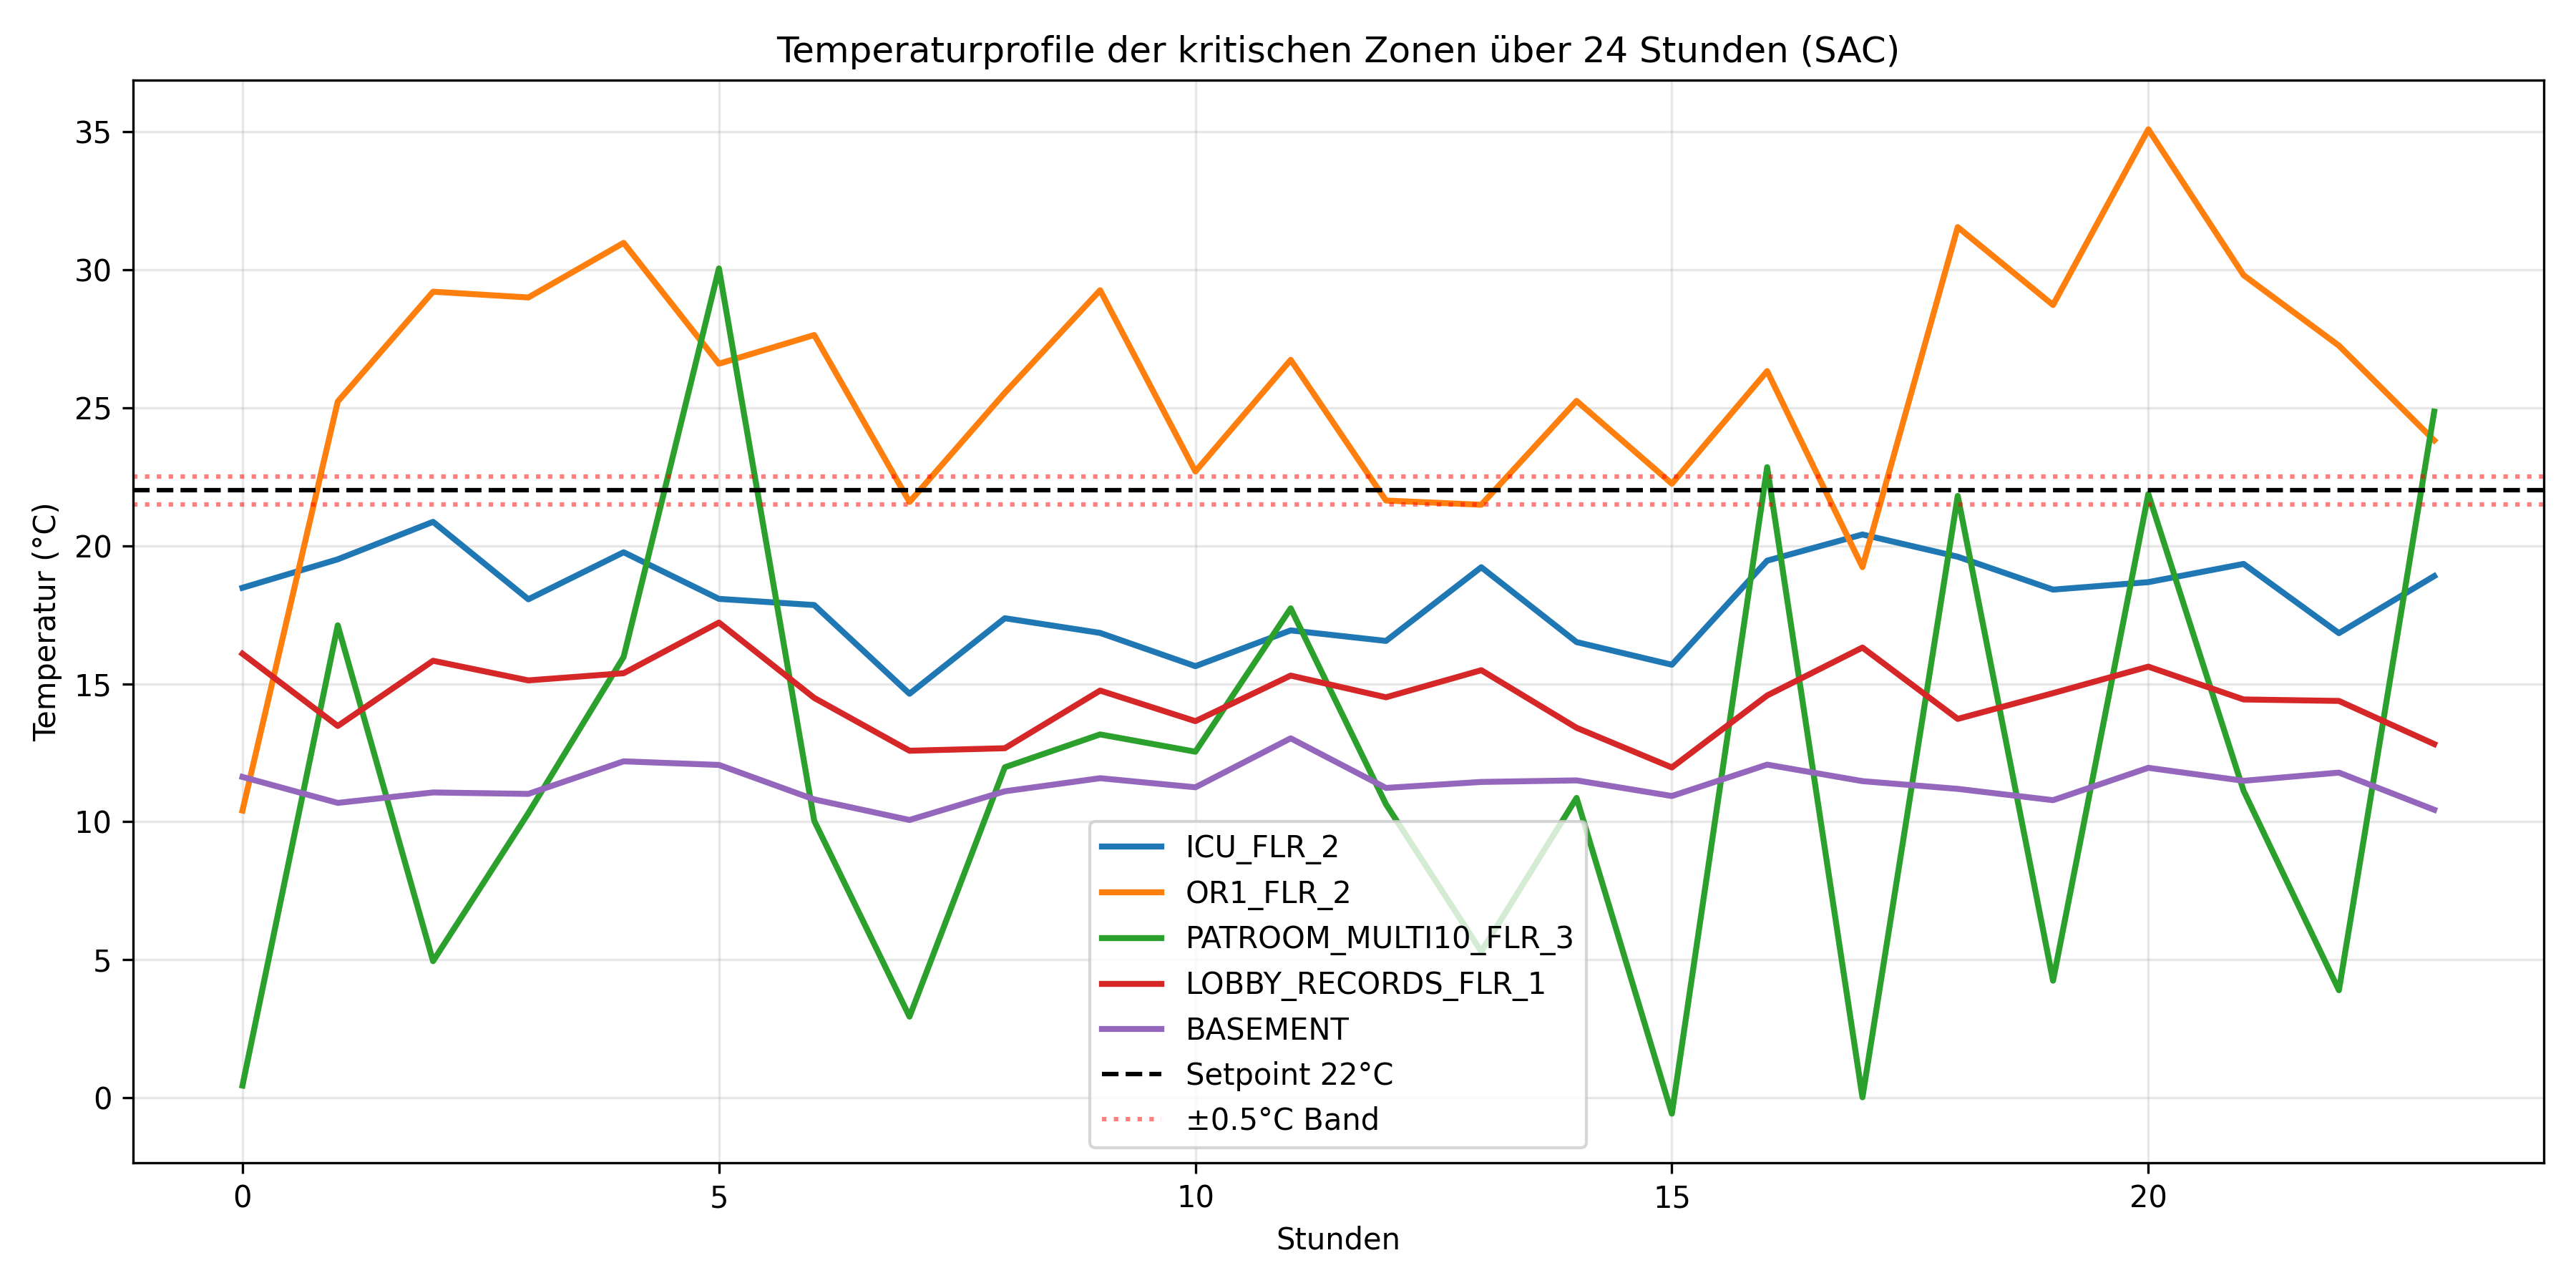 Temperaturprofile der kritischen Zonen über 24 Stunden (SAC)
Temperatur (°C)
35
30
25
20
15
10
5
0
ICU_FLR_2
OR1_FLR_2
PATROOM_MULTI10_FLR_3
LOBBY_RECORDS_FLR_1
BASEMENT
Setpoint 22°C
±0.5°C Band
0 5 10 15 20
Stunden